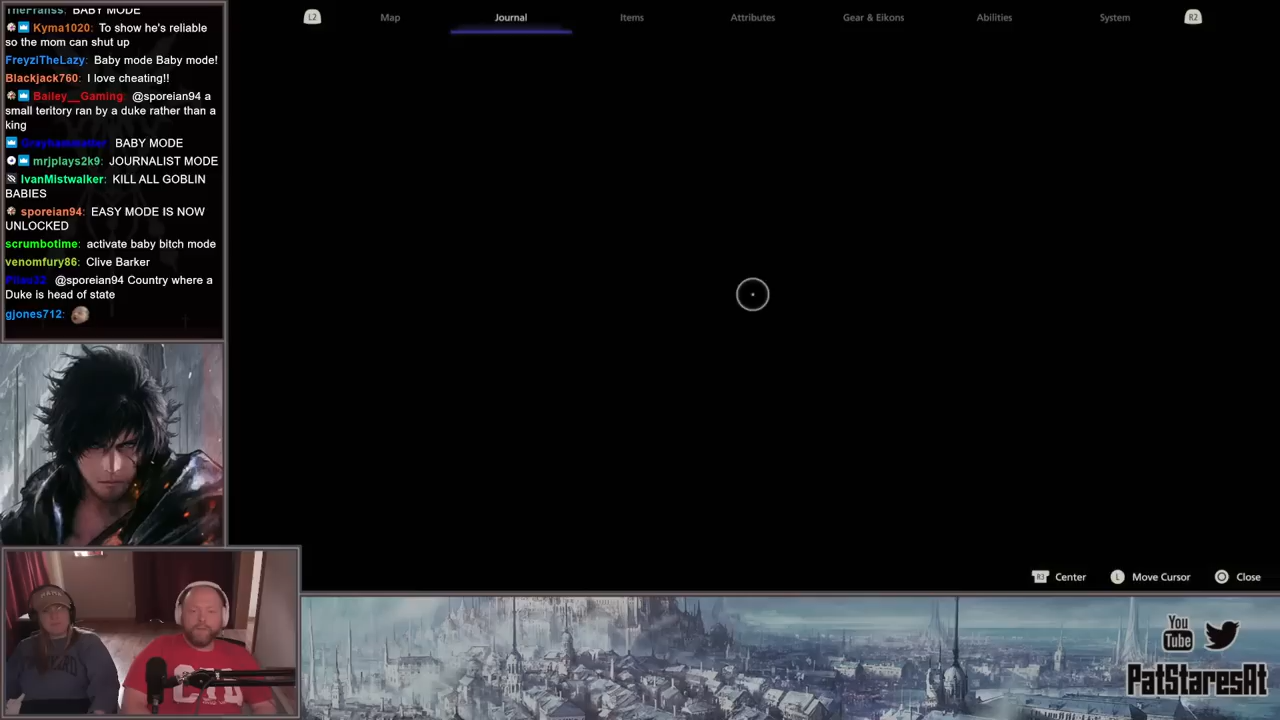 TheFranss: BABY MODE
Kyma1020: To show he's reliable
so the mom can shut up
FreyziTheLazy: Baby mode Baby mode!
Blackjack760: I love cheating!!
Bailey__Gaming: @sporeian94 a
small teritory ran by a duke rather than a
king
BABY MODE
mrjplays2k9: JOURNALIST MODE
IvanMistwalker: KILL ALL GOBLIN
BABIES
sporeian94: EASY MODE IS NOW
UNLOCKED
scrumbotime: activate baby bitch mode
venomfury86: Clive Barker
@sporeian94 Country where a
Duke is head of state
gjones712:
L2 Map Journal Items Attributes Gear & Eikons Abilities System R2
R3 Center L Move Cursor Close
You
Tube
PatStaresAt